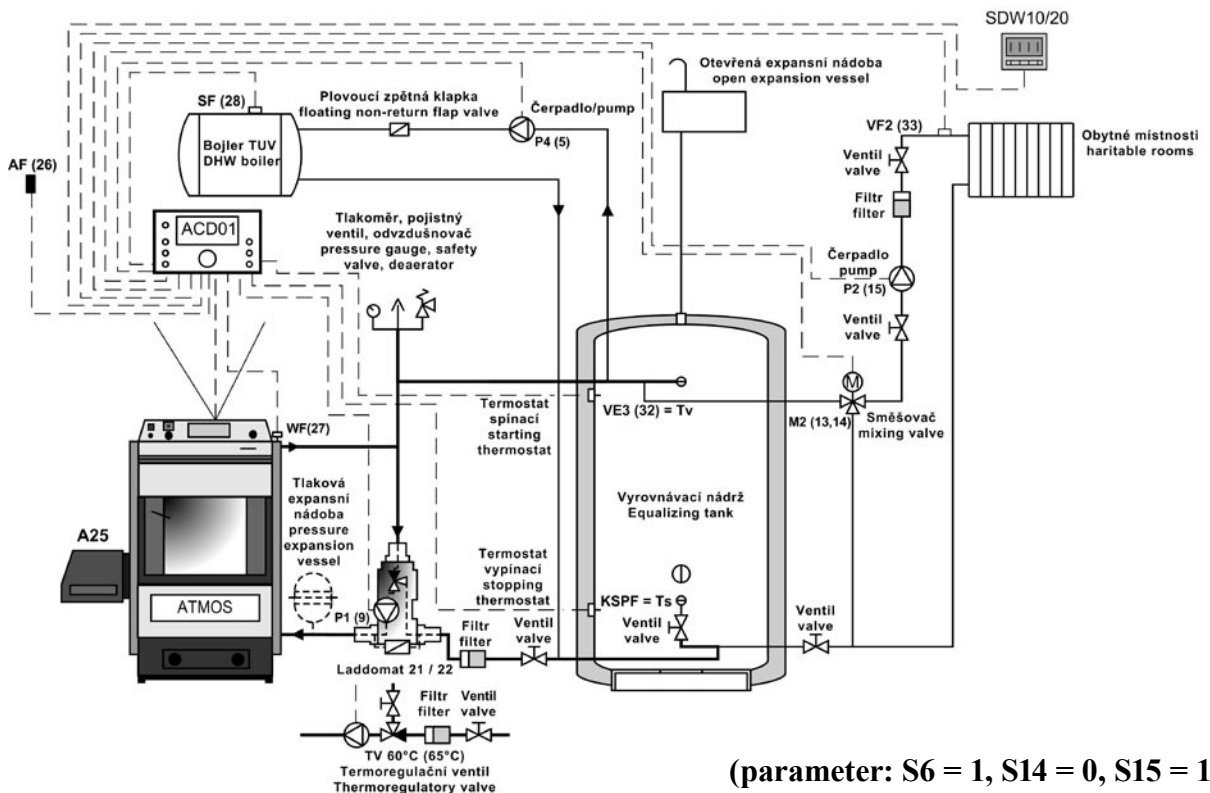 SDW10/20
Otevřená expansní nádoba
open expansion vessel
SF (28)
Plovoucí zpětná klapka
floating non-return flap valve
Čerpadlo/pump
P4 (5)
VF2 (33)
Obytné místnosti
haritable rooms
Bojler TUV
DHW boiler
Ventil
valve
AF (26)
Filtr
filter
ACD01
Tlakoměr, pojistný
ventil, odvzdušnovač
pressure gauge, safety
valve, deaerator
Čerpadlo
pump
P2 (15)
Ventil
valve
M
Termostat
spínací
starting
thermostat
VE3 (32) = Tv
M2 (13,14)
Směšovač
mixing valve
WF(27)
Tlaková
expansní
nádoba
pressure
expansion
vessel
Vyrovnávací nádrž
Equalizing tank
A25
Termostat
vypínací
stopping
thermostat
KSPF = Ts
ATMOS
P1 (9)
Filtr
filter
Ventil
valve
Ventil
valve
Ventil
valve
Laddomat 21 / 22
Filtr
filter
Ventil
valve
TV 60°C (65°C)
Termoregulační ventil
Thermoregulatory valve
(parameter: S6 = 1, S14 = 0, S15 = 1